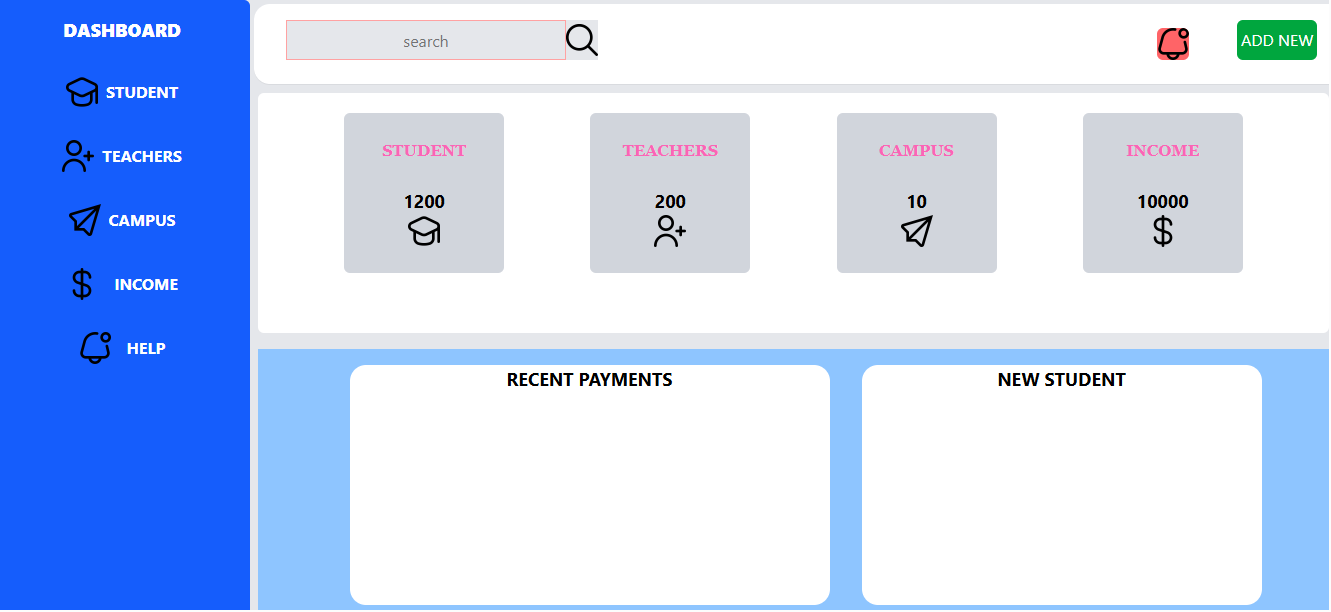 DASHBOARD
STUDENT
TEACHERS
CAMPUS
INCOME
HELP
search
ADD NEW
STUDENT
1200
TEACHERS
200
CAMPUS
10
INCOME
10000
RECENT PAYMENTS
NEW STUDENT